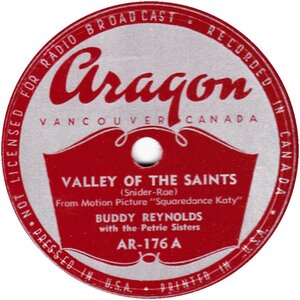 • NOT LICENSED FOR RADIO BROADCAST • RECORDED IN CANADA •
Aragon
VANCOUVER CANADA
VALLEY OF THE SAINTS
(Snider-Rae)
From Motion Picture "Squaredance Katy"
BUDDY REYNOLDS
with the Petrie Sisters
AR-176 A
PRESSED IN U.S.A. • PRINTED IN U.S.A.